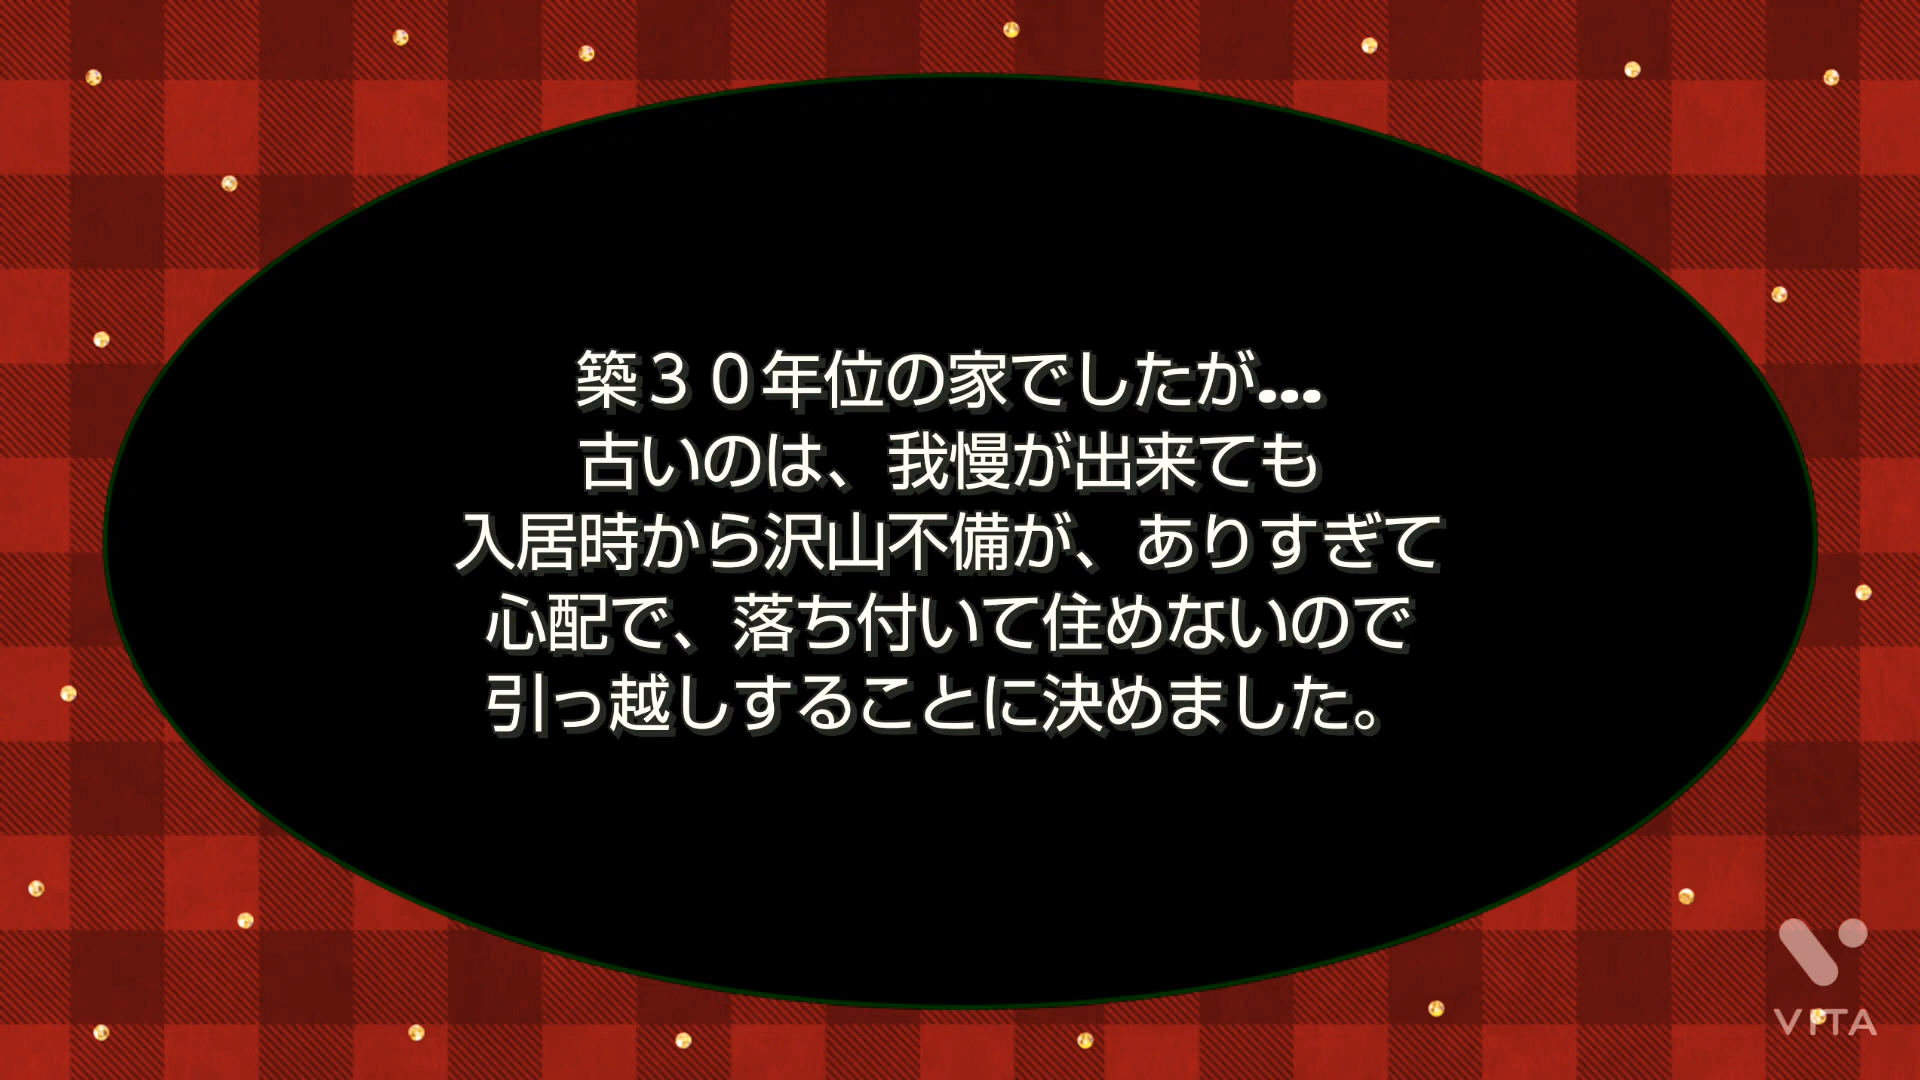 築３０年位の家でしたが…
古いのは、我慢が出来ても
入居時から沢山不備が、ありすぎて
心配で、落ち付いて住めないので
引っ越しすることに決めました。
VITA